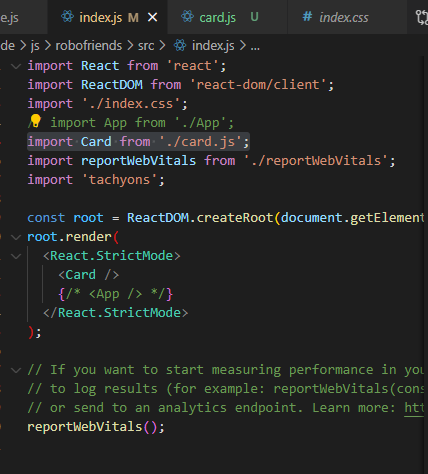 e.js index.js M card.js U # index.css
de > js > robofriends > src > index.js > ...
import React from 'react';
import ReactDOM from 'react-dom/client';
import './index.css';
import App from './App';
import Card from './card.js';
import reportWebVitals from './reportWebVitals';
import 'tachyons';
const root = ReactDOM.createRoot(document.getElement
root.render(
<React.StrictMode>
<Card />
{/* <App /> */}
</React.StrictMode>
);
// If you want to start measuring performance in you
// to log results (for example: reportWebVitals(cons
// or send to an analytics endpoint. Learn more: htt
reportWebVitals();